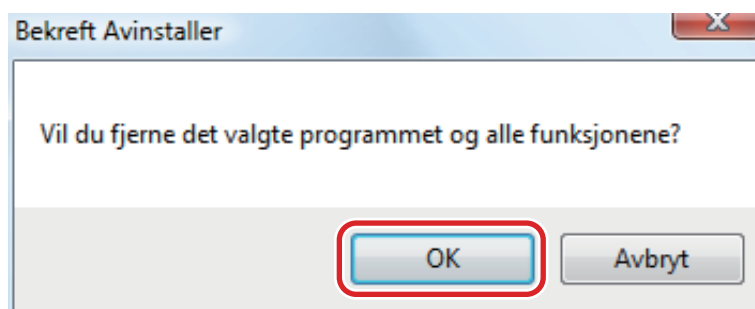 Bekreft Avinstaller
Vil du fjerne det valgte programmet og alle funksjonene?
OK
Avbryt